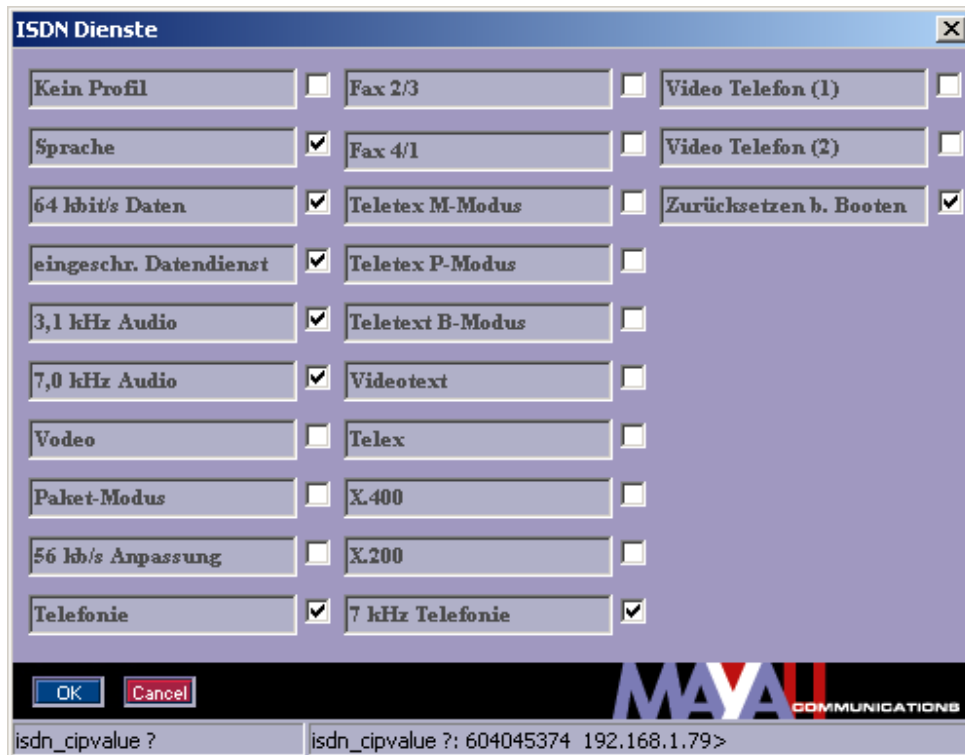 ISDN Dienste
Kein Profil
Sprache
64 kbit/s Daten
eingeschr. Datendienst
3,1 kHz Audio
7,0 kHz Audio
Vodeo
Paket-Modus
56 kb/s Anpassung
Telefonie
Fax 2/3
Fax 4/1
Teletex M-Modus
Teletex P-Modus
Teletext B-Modus
Videotext
Telex
X.400
X.200
7 kHz Telefonie
Video Telefon (1)
Video Telefon (2)
Zurücksetzen b. Booten
OK
Cancel
MAYAH
COMMUNICATIONS
isdn_cipvalue ?
isdn_cipvalue ?: 604045374 192.168.1.79>